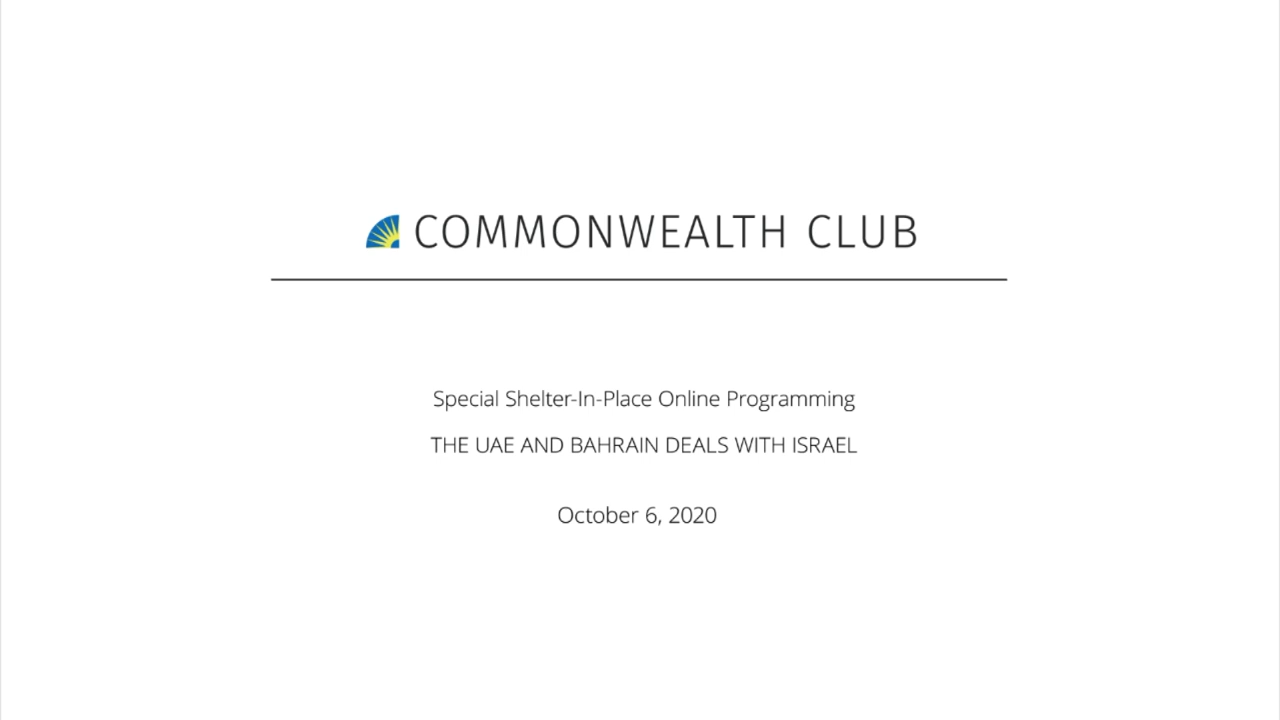 COMMONWEALTH CLUB
Special Shelter-In-Place Online Programming
THE UAE AND BAHRAIN DEALS WITH ISRAEL
October 6, 2020